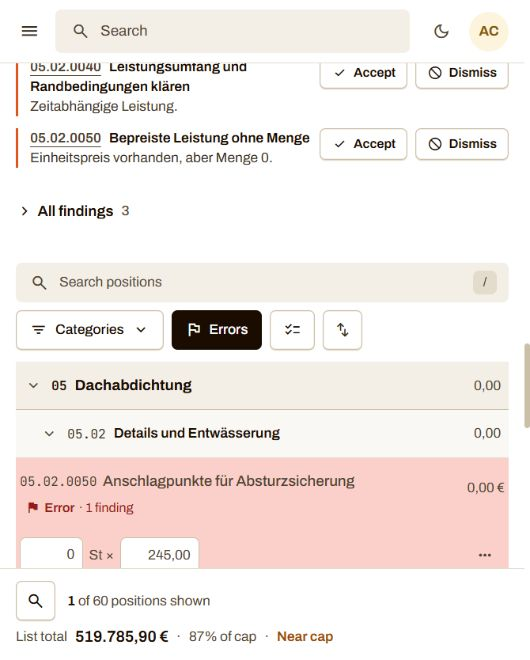 Search
AC
05.02.0040 Leistungsumfang und
Randbedingungen klären
Zeitabhängige Leistung.
Accept
Dismiss
05.02.0050 Bepreiste Leistung ohne Menge
Einheitspreis vorhanden, aber Menge 0.
Accept
Dismiss
All findings 3
Search positions
/
Categories
Errors
05 Dachabdichtung 0,00
05.02 Details und Entwässerung 0,00
05.02.0050 Anschlagpunkte für Absturzsicherung
0,00 €
Error · 1 finding
0 St × 245,00
1 of 60 positions shown
List total 519.785,90 € · 87% of cap · Near cap